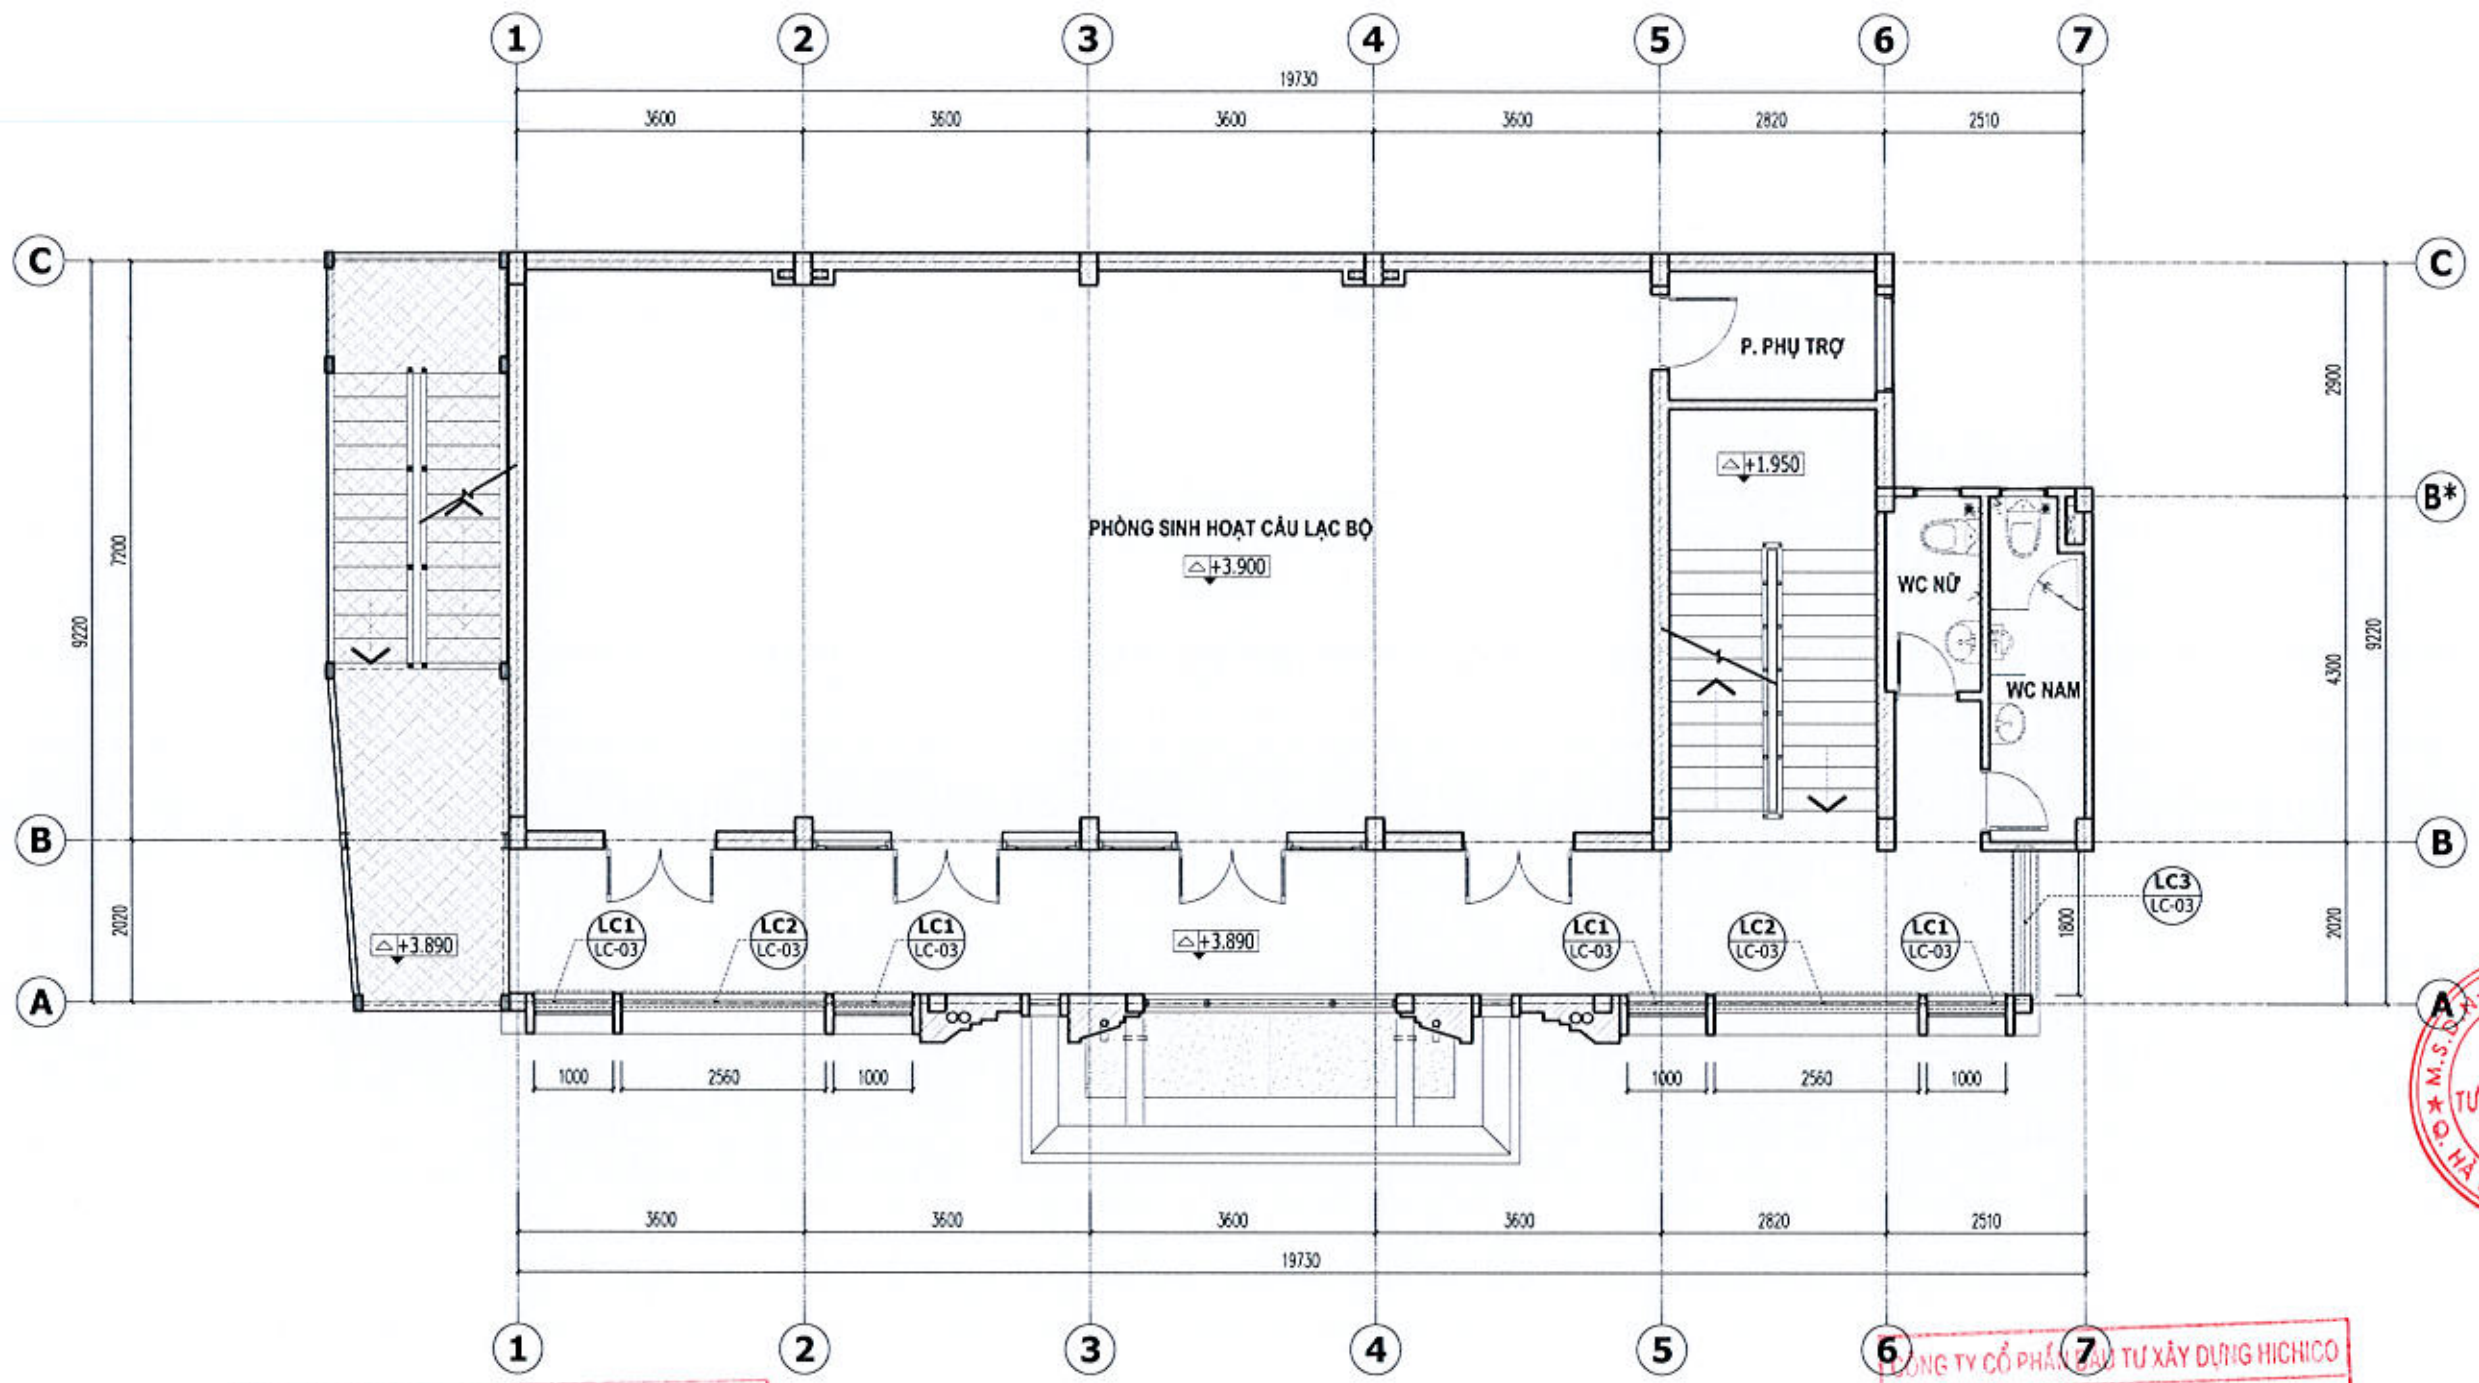 1 2 3 4 5 6 7
19730
3600 3600 3600 3600 2820 2510
C C
P. PHỤ TRỢ
2900
+1.950
B*
PHÒNG SINH HOẠT CÂU LẠC BỘ
+3.900
7200
WC NỮ
9220 9220
4300
WC NAM
B B
LC3
LC-03
2020 2020
1800
LC1 LC2 LC1 LC1 LC2 LC1
LC-03 LC-03 LC-03 LC-03 LC-03 LC-03
+3.890 +3.890
A A
1000 2560 1000 1000 2560 1000
★ M.S.D.N
TƯ
Q. HÀ
3600 3600 3600 3600 2820 2510
19730
1 2 3 4 5 6 7
CÔNG TY CỔ PHẦN ĐẦU TƯ XÂY DỰNG HICHICO